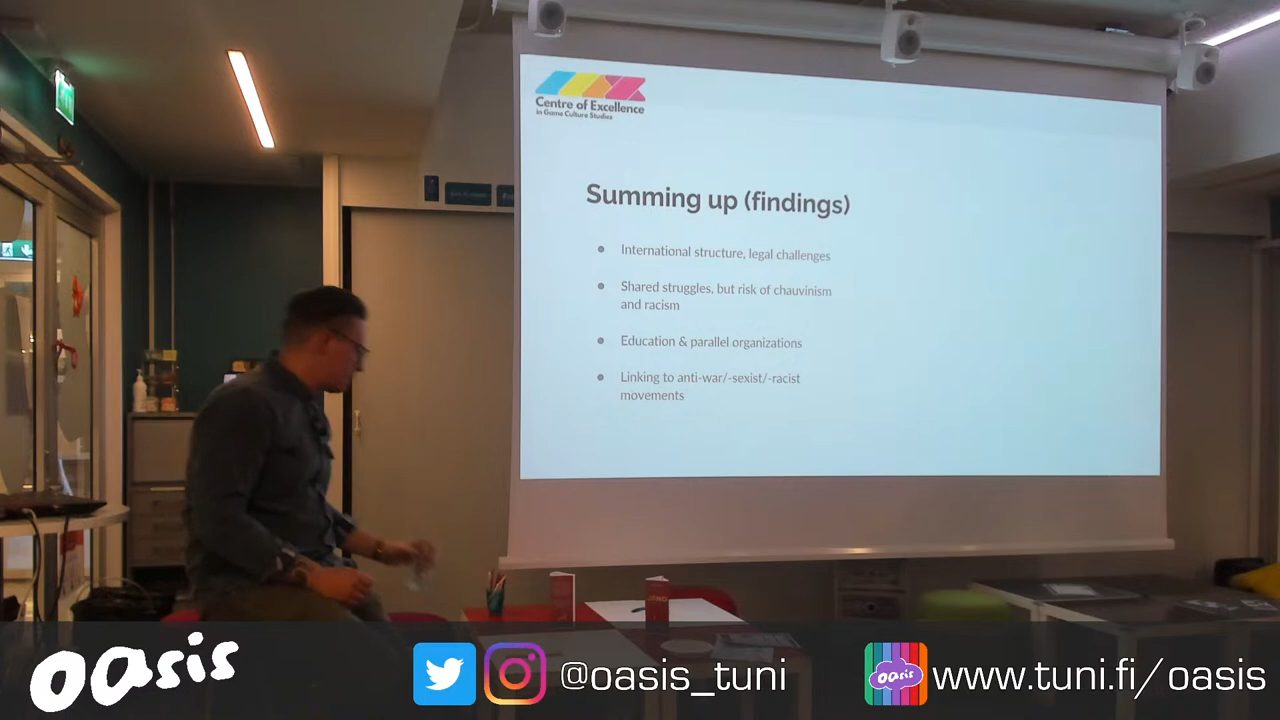 Centre of Excellence
in Game Culture Studies
Summing up (findings)
International structure, legal challenges
Shared struggles, but risk of chauvinism
and racism
Education & parallel organizations
Linking to anti-war/-sexist/-racist
movements
oasis
@oasis_tuni
oasis
www.tuni.fi/oasis